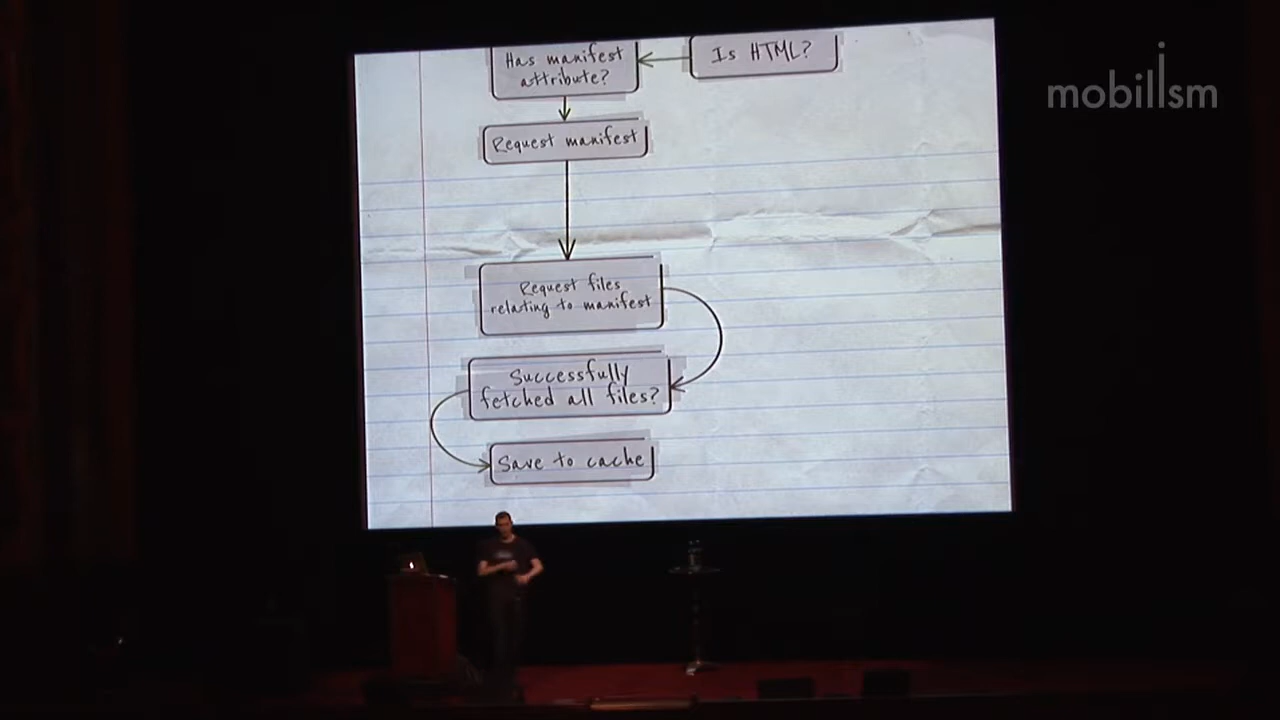 Has manifest
attribute?
Is HTML?
Request manifest
Request files
relating to manifest
Successfully
fetched all files?
Save to cache
mobilism